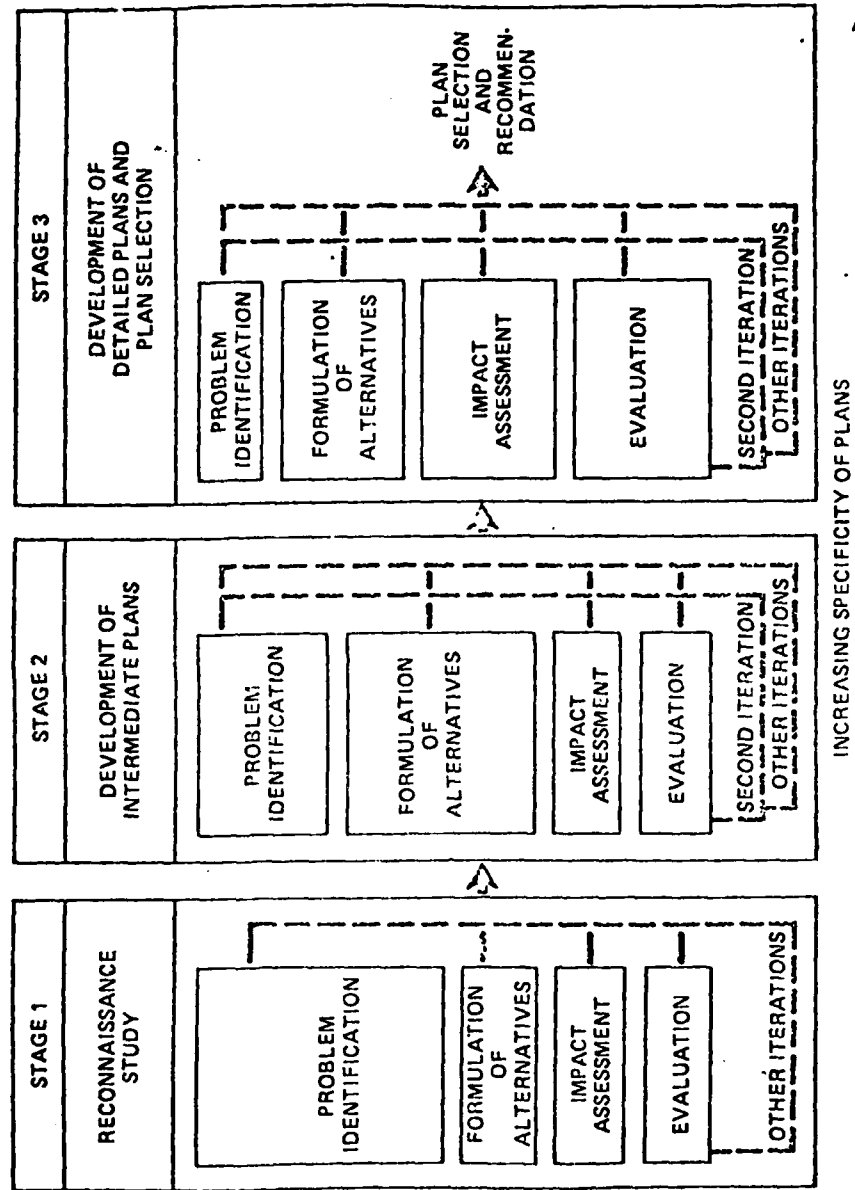 STAGE 1
RECONNAISSANCE
STUDY
PROBLEM
IDENTIFICATION
FORMULATION
OF
ALTERNATIVES
IMPACT
ASSESSMENT
EVALUATION
OTHER ITERATIONS
STAGE 2
DEVELOPMENT OF
INTERMEDIATE PLANS
PROBLEM
IDENTIFICATION
FORMULATION
OF
ALTERNATIVES
IMPACT
ASSESSMENT
EVALUATION
SECOND ITERATION
OTHER ITERATIONS
STAGE 3
DEVELOPMENT OF
DETAILED PLANS AND
PLAN SELECTION
PROBLEM
IDENTIFICATION
FORMULATION
OF
ALTERNATIVES
IMPACT
ASSESSMENT
EVALUATION
SECOND ITERATION
OTHER ITERATIONS
PLAN
SELECTION
AND
RECOMMEN-
DATION
INCREASING SPECIFICITY OF PLANS